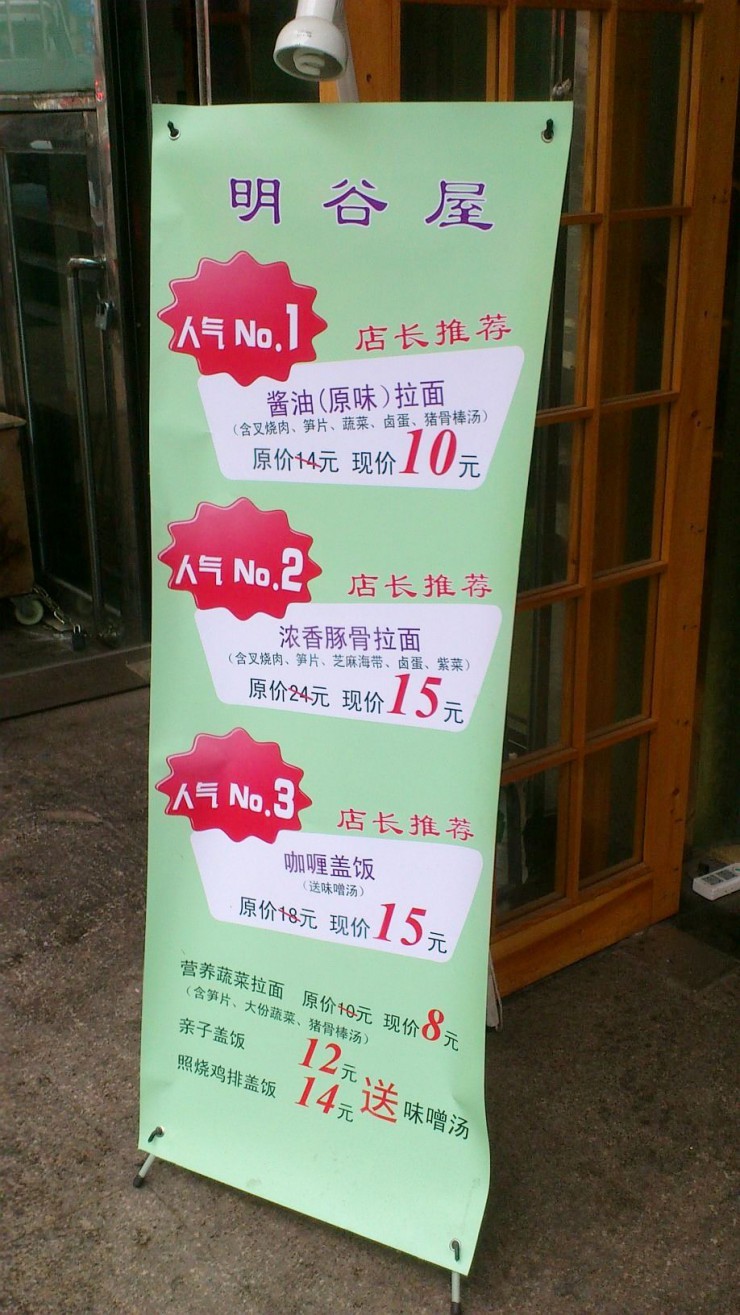 明谷屋
人气 No.1
店长推荐
酱油(原味)拉面
(含叉烧肉、笋片、蔬菜、卤蛋、猪骨棒汤)
原价14元 现价10元
人气 No.2
店长推荐
浓香豚骨拉面
(含叉烧肉、笋片、芝麻海带、卤蛋、紫菜)
原价24元 现价15元
人气 No.3
店长推荐
咖喱盖饭
(送味噌汤)
原价18元 现价15元
营养蔬菜拉面 原价10元 现价8元
(含笋片、大份蔬菜、猪骨棒汤)
亲子盖饭 12元
照烧鸡排盖饭 14元
送味噌汤